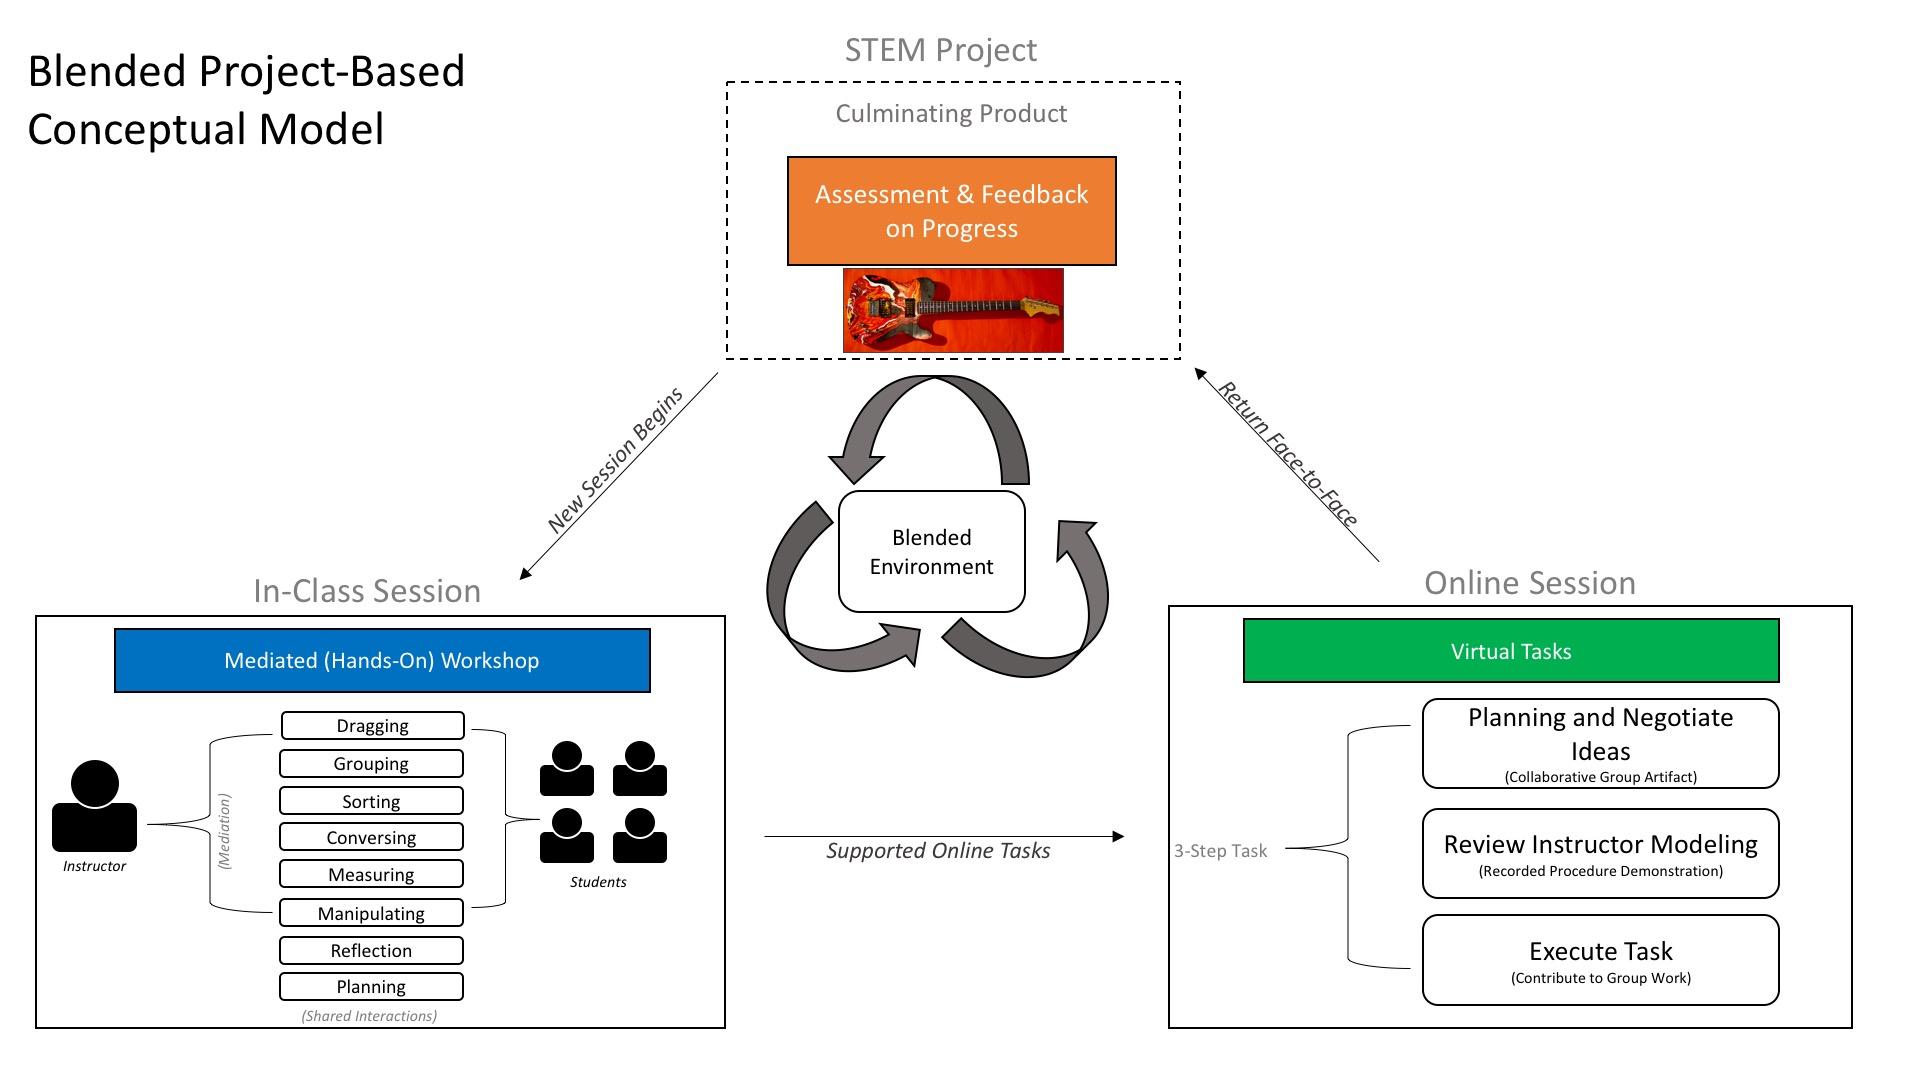 Blended Project-Based
Conceptual Model
STEM Project
Culminating Product
Assessment & Feedback
on Progress
New Session Begins
Return Face-to-Face
Blended
Environment
In-Class Session
Mediated (Hands-On) Workshop
Dragging
Grouping
Sorting
Conversing
Measuring
Manipulating
Reflection
Planning
(Shared Interactions)
Instructor
(Mediation)
Students
Supported Online Tasks
Online Session
Virtual Tasks
3-Step Task
Planning and Negotiate
Ideas
(Collaborative Group Artifact)
Review Instructor Modeling
(Recorded Procedure Demonstration)
Execute Task
(Contribute to Group Work)